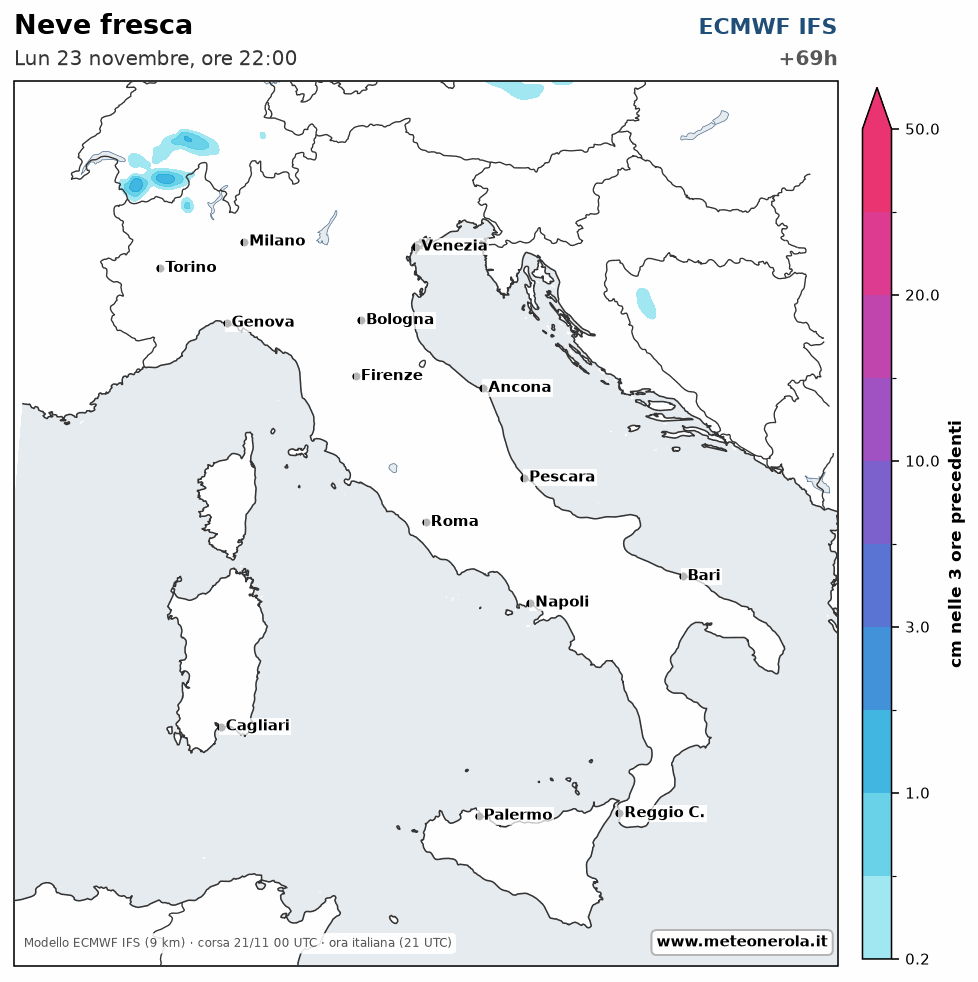 Neve fresca
ECMWF IFS
Lun 23 novembre, ore 22:00
+69h
50.0
20.0
10.0
3.0
1.0
0.2
cm nelle 3 ore precedenti
Milano
Venezia
Torino
Genova
Bologna
Firenze
Ancona
Pescara
Roma
Bari
Napoli
Cagliari
Palermo
Reggio C.
Modello ECMWF IFS (9 km) · corsa 21/11 00 UTC · ora italiana (21 UTC)
www.meteonerola.it